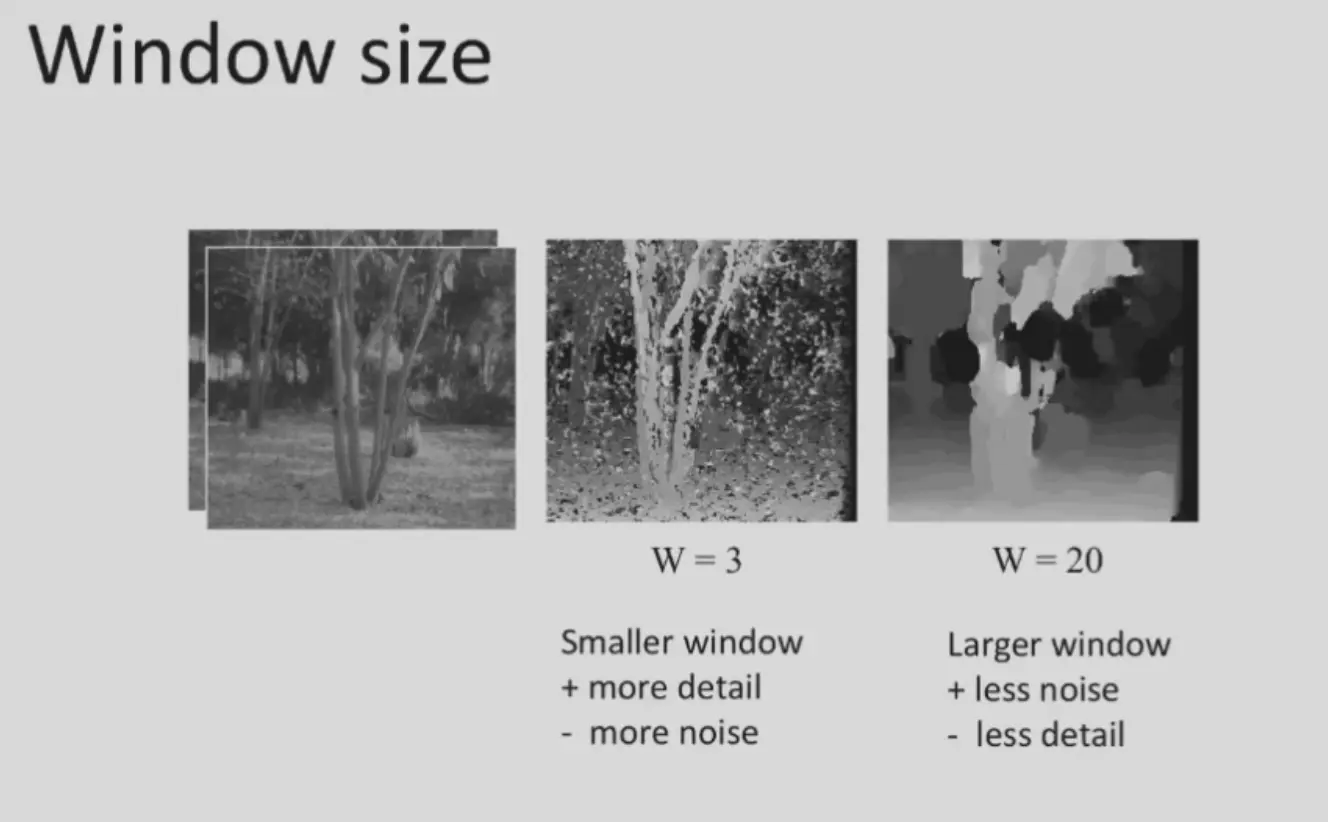 Window size
W = 3
W = 20
Smaller window
+ more detail
- more noise
Larger window
+ less noise
- less detail